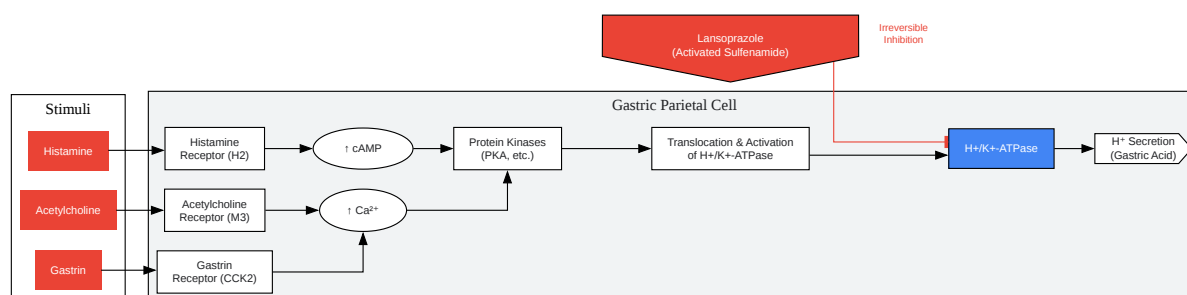 Lansoprazole
(Activated Sulfenamide)
Irreversible
Inhibition
Stimuli
Gastric Parietal Cell
Histamine
Histamine
Receptor (H2)
↑ cAMP
Protein Kinases
(PKA, etc.)
Translocation & Activation
of H+/K+-ATPase
H+/K+-ATPase
H⁺ Secretion
(Gastric Acid)
Acetylcholine
Acetylcholine
Receptor (M3)
↑ Ca²⁺
Gastrin
Gastrin
Receptor (CCK2)